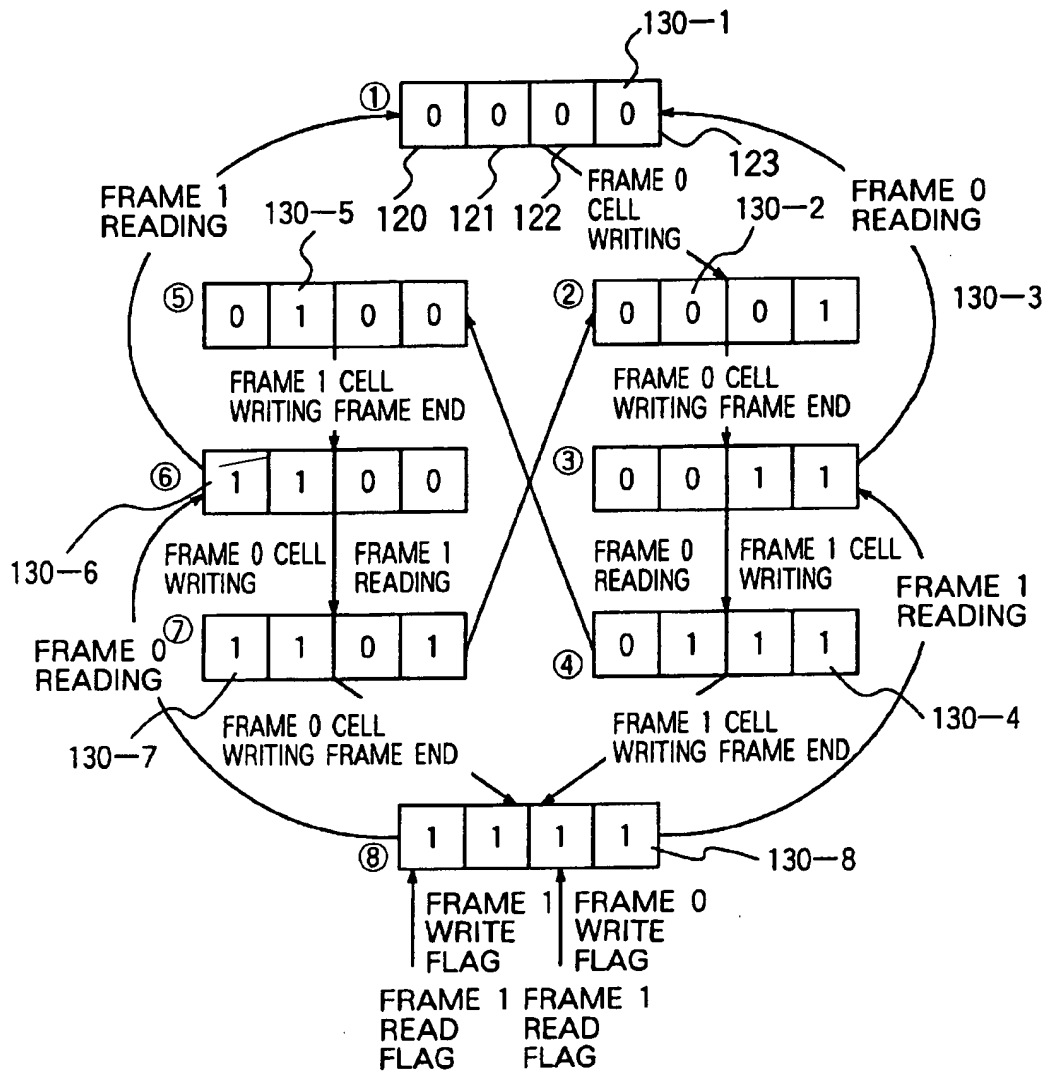 130-1
① 0 0 0 0
123
120 121 122
FRAME 0
CELL
WRITING
FRAME 1
READING
FRAME 0
READING
130-5
130-2
130-3
⑤ 0 1 0 0
② 0 0 0 1
FRAME 1 CELL
WRITING FRAME END
FRAME 0 CELL
WRITING FRAME END
⑥ 1 1 0 0
③ 0 0 1 1
130-6
FRAME 0 CELL
WRITING
FRAME 1
READING
FRAME 0
READING
FRAME 1 CELL
WRITING
FRAME 1
READING
⑦ 1 1 0 1
④ 0 1 1 1
FRAME 0
READING
130-7
130-4
FRAME 0 CELL
WRITING FRAME END
FRAME 1 CELL
WRITING FRAME END
⑧ 1 1 1 1
130-8
FRAME 1
WRITE
FLAG
FRAME 0
WRITE
FLAG
FRAME 1
READ
FLAG
FRAME 1
READ
FLAG